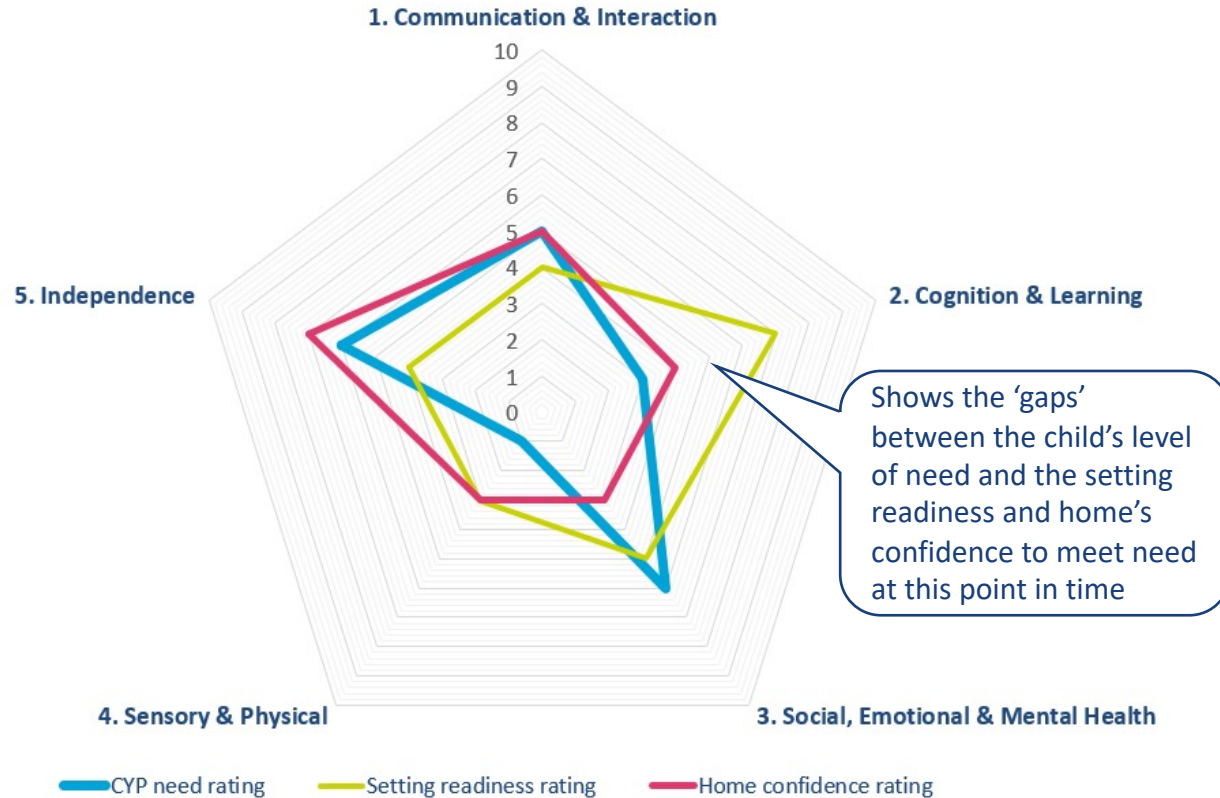 1. Communication & Interaction
10
9
8
7
6
5
4
3
2
1
0
5. Independence
2. Cognition & Learning
Shows the ‘gaps’
between the child’s level
of need and the setting
readiness and home’s
confidence to meet need
at this point in time
4. Sensory & Physical
3. Social, Emotional & Mental Health
CYP need rating
Setting readiness rating
Home confidence rating